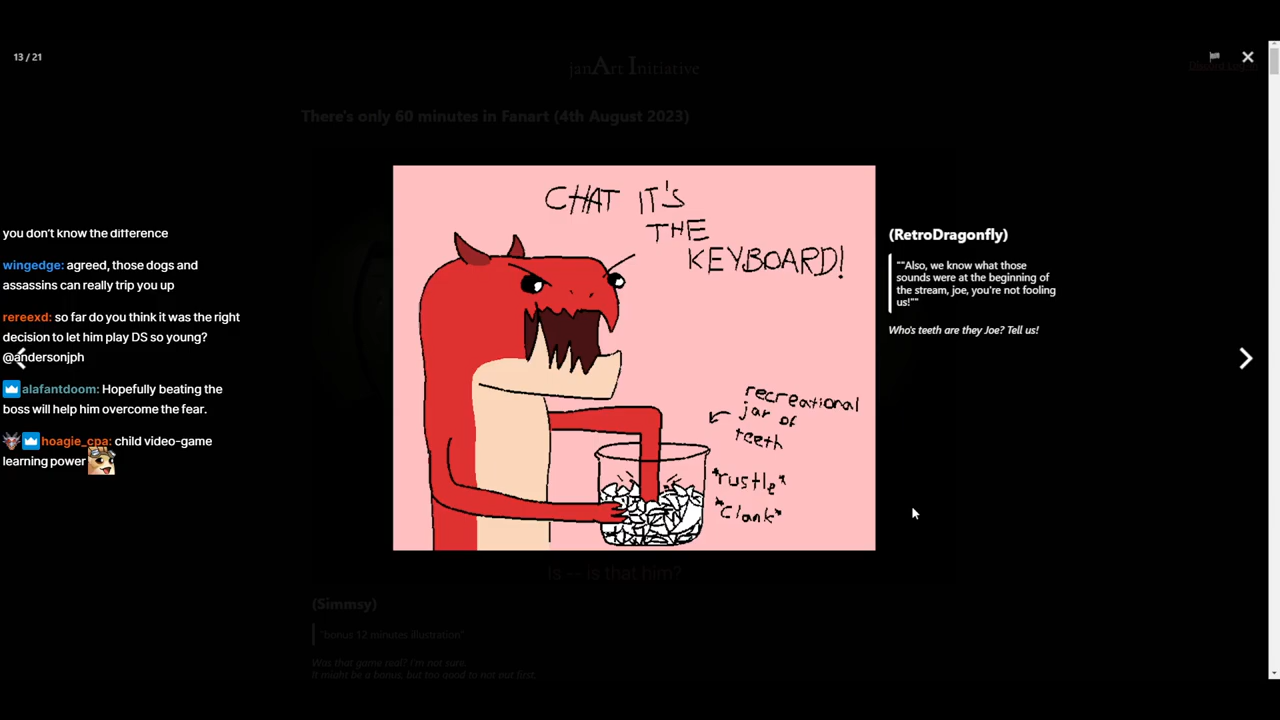 13 / 21
janArt Initiative
There's only 60 minutes in Fanart (4th August 2023)
you don't know the difference
wingedge: agreed, those dogs and
assassins can really trip you up
rereexd: so far do you think it was the right
decision to let him play DS so young?
@andersonjph
alafantdoom: Hopefully beating the
boss will help him overcome the fear.
hoagie_cpa: child video-game
learning power
CHAT IT'S
THE
KEYBOARD!
recreational
jar of
teeth
*rustle*
*clank*
(RetroDragonfly)
""Also, we know what those
sounds were at the beginning of
the stream, joe, you're not fooling
us!""
Who's teeth are they Joe? Tell us!
is -- is that him?
(Simmsy)
"bonus 12 minutes illustration"
Was that game real? I'm not sure.
It might be a bonus, but too good to not put first.